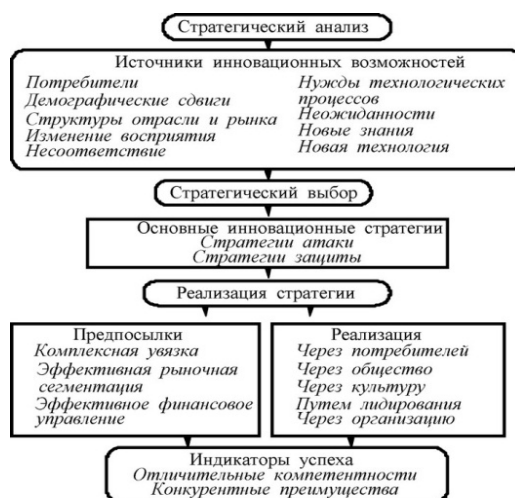 Стратегический анализ
Источники инновационных возможностей
Потребители
Демографические сдвиги
Структуры отрасли и рынка
Изменение восприятия
Несоответствие
Нужды технологических
процессов
Неожиданности
Новые знания
Новая технология
Стратегический выбор
Основные инновационные стратегии
Стратегии атаки
Стратегии защиты
Реализация стратегии
Предпосылки
Комплексная увязка
Эффективная рыночная
сегментация
Эффективное финансовое
управление
Реализация
Через потребителей
Через общество
Через культуру
Путем лидирования
Через организацию
Индикаторы успеха
Отличительные компетентности
Конкурентные преимущества